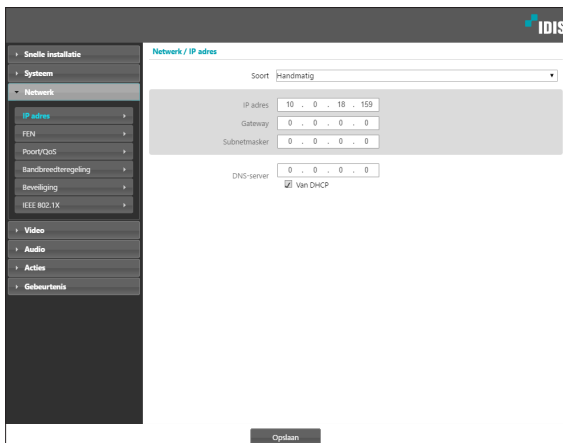 IDIS
Snelle installatie
Systeem
Netwerk
IP adres
FEN
Poort/QoS
Bandbreedteregeling
Beveiliging
IEEE 802.1X
Video
Audio
Acties
Gebeurtenis
Netwerk / IP adres
Soort Handmatig
IP adres 10 . 0 . 18 . 159
Gateway 0 . 0 . 0 . 0
Subnetmasker 0 . 0 . 0 . 0
DNS-server 0 . 0 . 0 . 0
Van DHCP
Opslaan